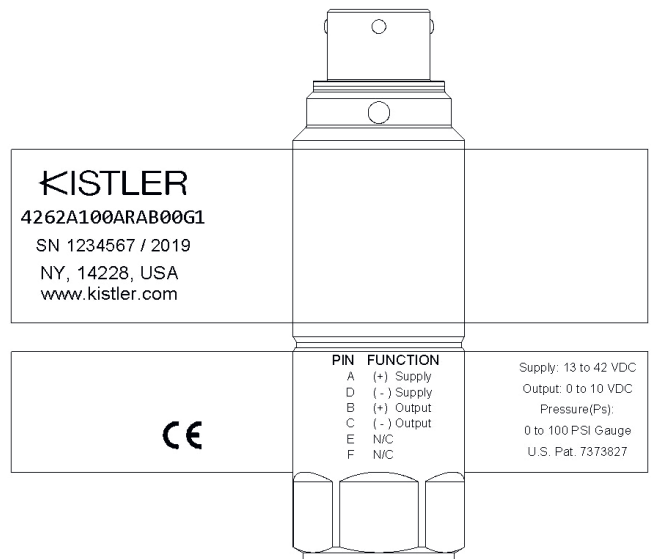 KISTLER
4262A100ARAB00G1
SN 1234567 / 2019
NY, 14228, USA
www.kistler.com
CE
PIN FUNCTION
A (+) Supply
D ( - ) Supply
B (+) Output
C ( - ) Output
E N/C
F N/C
Supply: 13 to 42 VDC
Output: 0 to 10 VDC
Pressure(Ps):
0 to 100 PSI Gauge
U.S. Pat. 7373827